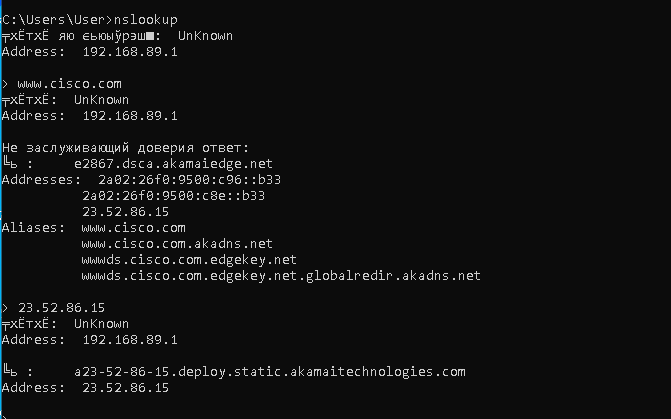 C:\Users\User>nslookup
╤хЁтхЁ яю єьюыўрэш■:  UnKnown
Address:  192.168.89.1
> www.cisco.com
╤хЁтхЁ:  UnKnown
Address:  192.168.89.1
Не заслуживающий доверия ответ:
╚ь :     e2867.dsca.akamaiedge.net
Addresses:  2a02:26f0:9500:c96::b33
2a02:26f0:9500:c8e::b33
23.52.86.15
Aliases:  www.cisco.com
www.cisco.com.akadns.net
wwwds.cisco.com.edgekey.net
wwwds.cisco.com.edgekey.net.globalredir.akadns.net
> 23.52.86.15
╤хЁтхЁ:  UnKnown
Address:  192.168.89.1
╚ь :     a23-52-86-15.deploy.static.akamaitechnologies.com
Address:  23.52.86.15